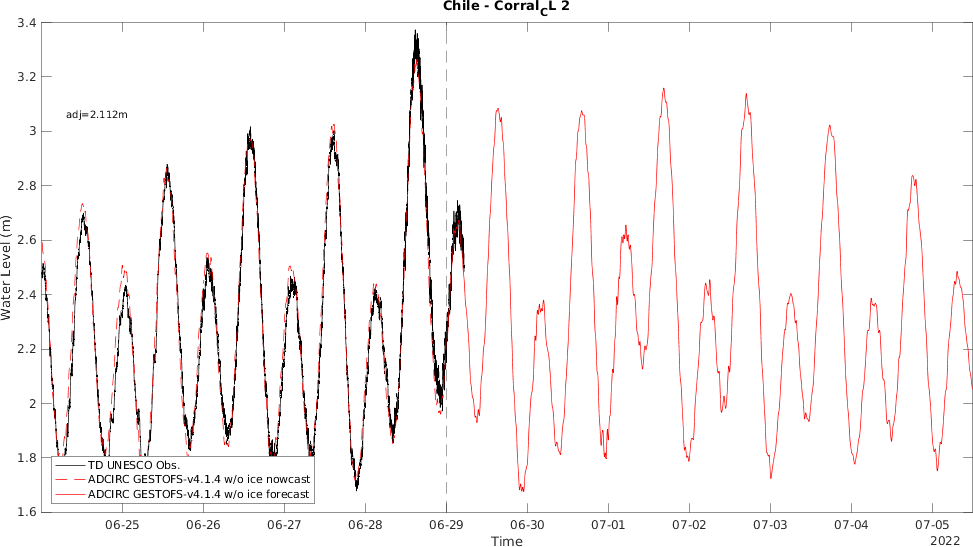 Chile - Corral_CL 2
3.4
3.2
3
2.8
2.6
2.4
2.2
2
1.8
1.6
Water Level (m)
adj=2.112m
TD UNESCO Obs.
ADCIRC GESTOFS-v4.1.4 w/o ice nowcast
ADCIRC GESTOFS-v4.1.4 w/o ice forecast
06-25 06-26 06-27 06-28 06-29 06-30 07-01 07-02 07-03 07-04 07-05
Time
2022